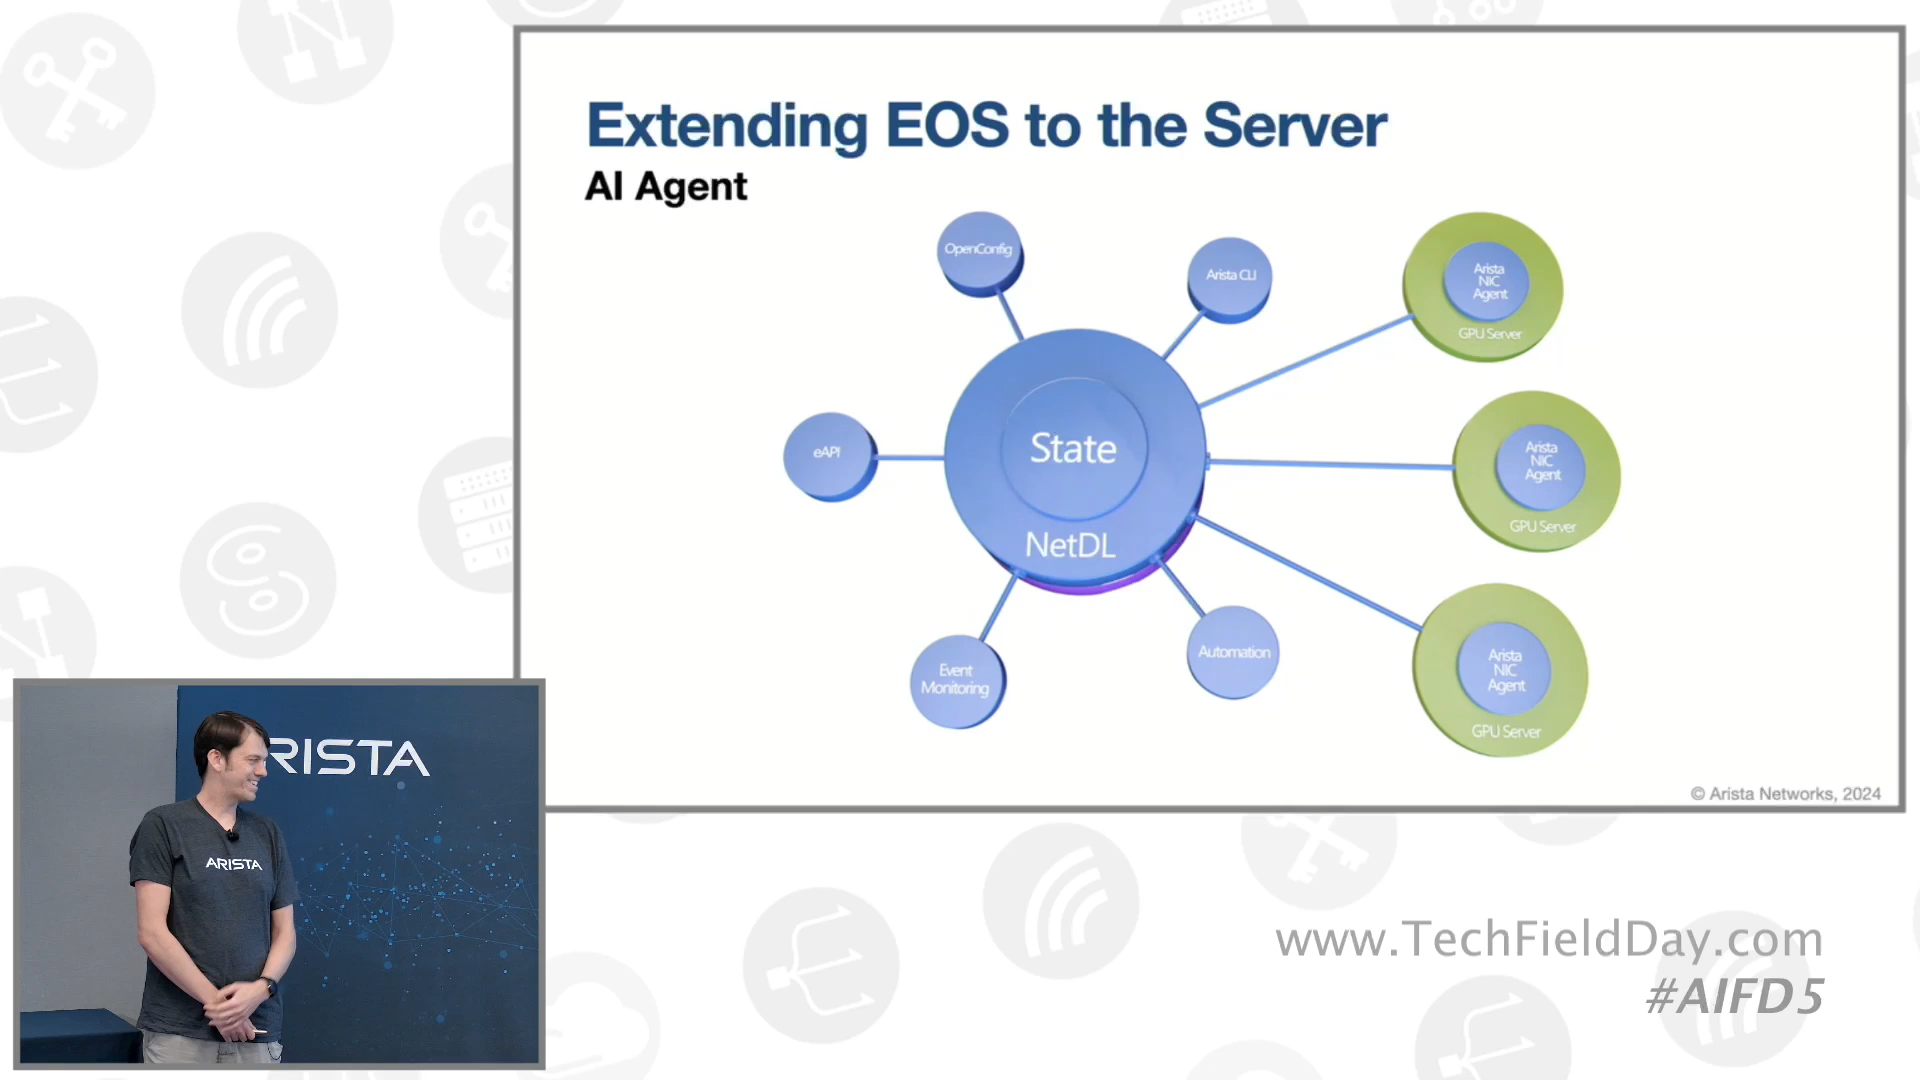 Extending EOS to the Server
AI Agent
OpenConfig
Arista CLI
Arista
NIC
Agent
GPU Server
eAPI
State
NetDL
Arista
NIC
Agent
GPU Server
Event
Monitoring
Automation
Arista
NIC
Agent
GPU Server
© Arista Networks, 2024
RISTA
ARISTA
www.TechFieldDay.com
#AIFD5